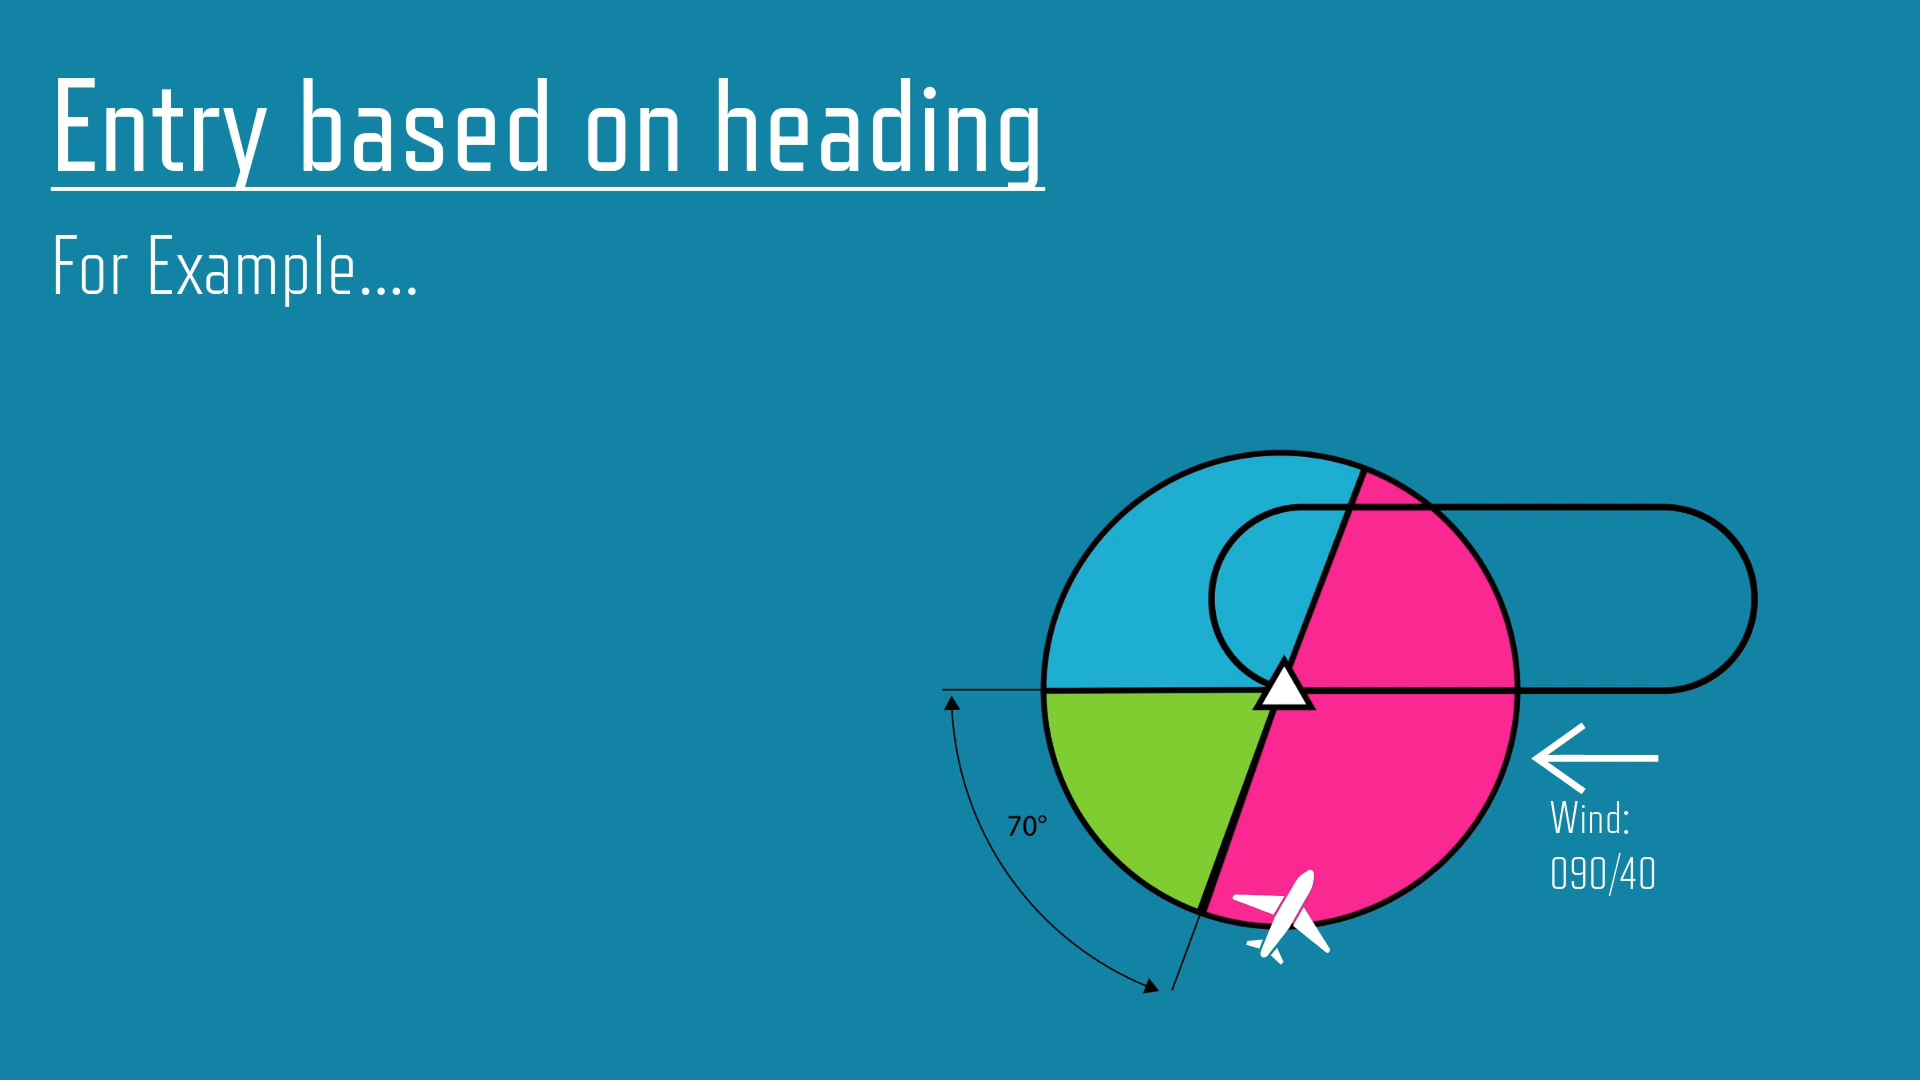 Entry based on heading
For Example....
70°
Wind:
090/40